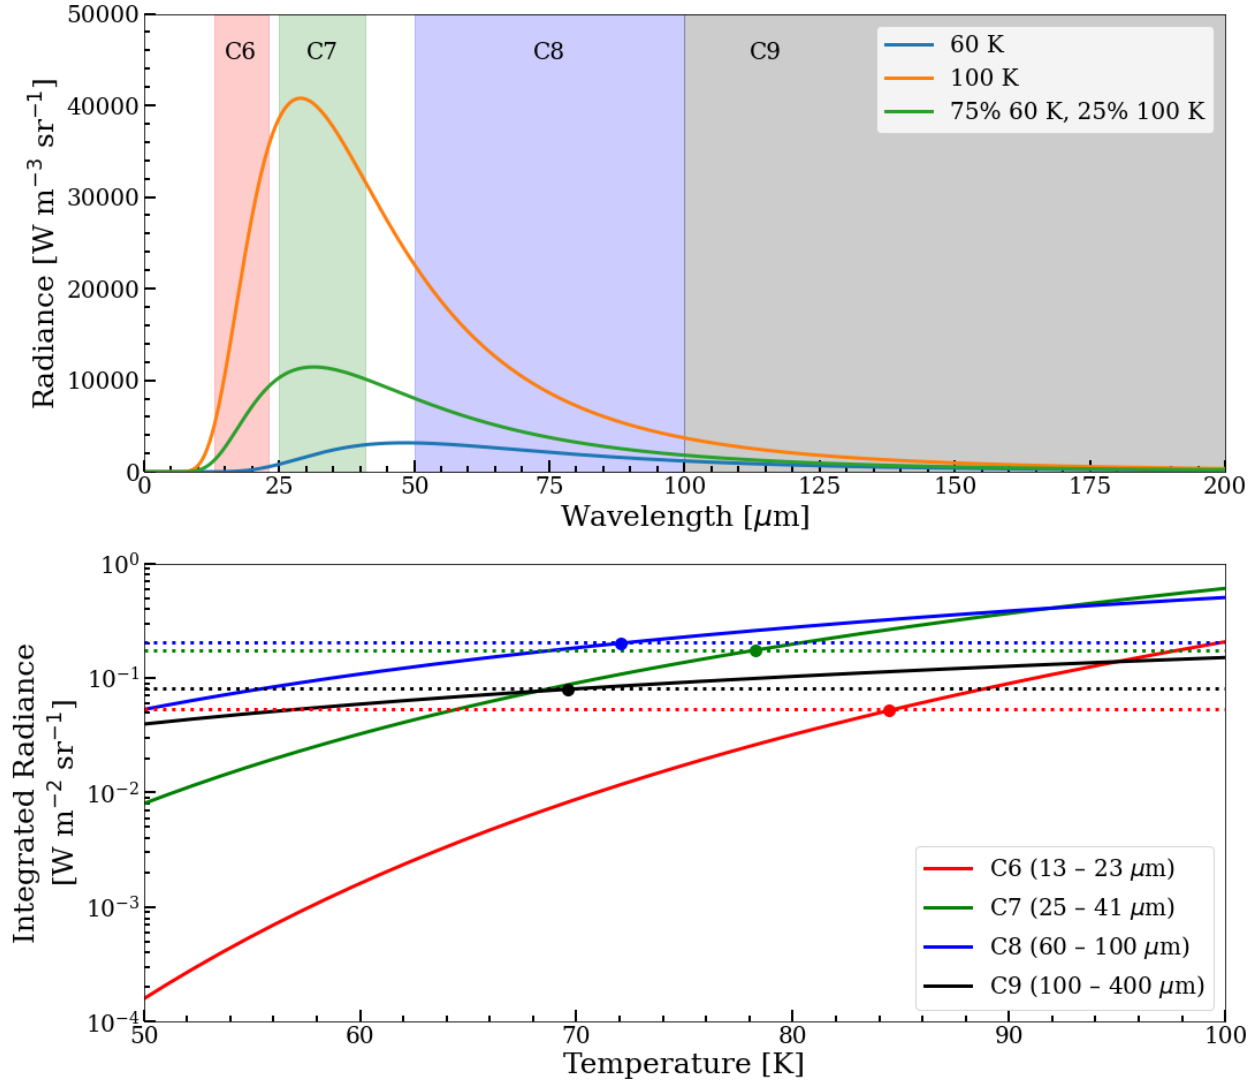 50000
40000
30000
20000
10000
0
Radiance [W m⁻³ sr⁻¹]
C6
C7
C8
C9
60 K
100 K
75% 60 K, 25% 100 K
0 25 50 75 100 125 150 175 200
Wavelength [μm]
10⁰
10⁻¹
10⁻²
10⁻³
10⁻⁴
Integrated Radiance
[W m⁻² sr⁻¹]
C6 (13 – 23 μm)
C7 (25 – 41 μm)
C8 (60 – 100 μm)
C9 (100 – 400 μm)
50 60 70 80 90 100
Temperature [K]